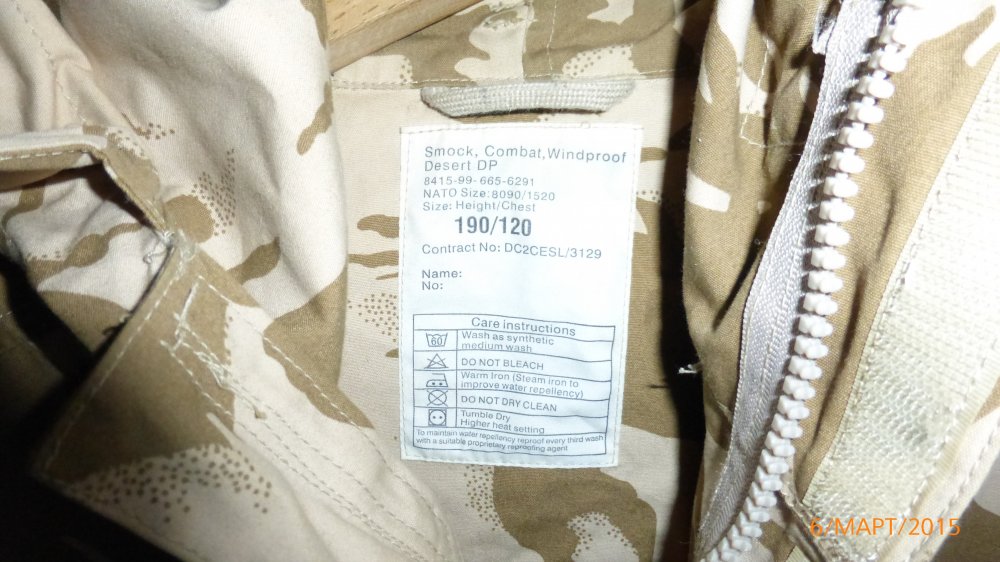 Smock, Combat, Windproof
Desert DP
8415-99-665-6291
NATO Size: 8090/1520
Size: Height/Chest
190/120
Contract No: DC2CESL/3129
Name:
No:
Care instructions
60
Wash as synthetic
medium wash
DO NOT BLEACH
Warm Iron (Steam iron to
improve water repellency)
DO NOT DRY CLEAN
Tumble Dry
Higher heat setting
To maintain water repellency reproof every third wash
with a suitable proprietary reproofing agent
6/МАРТ/2015